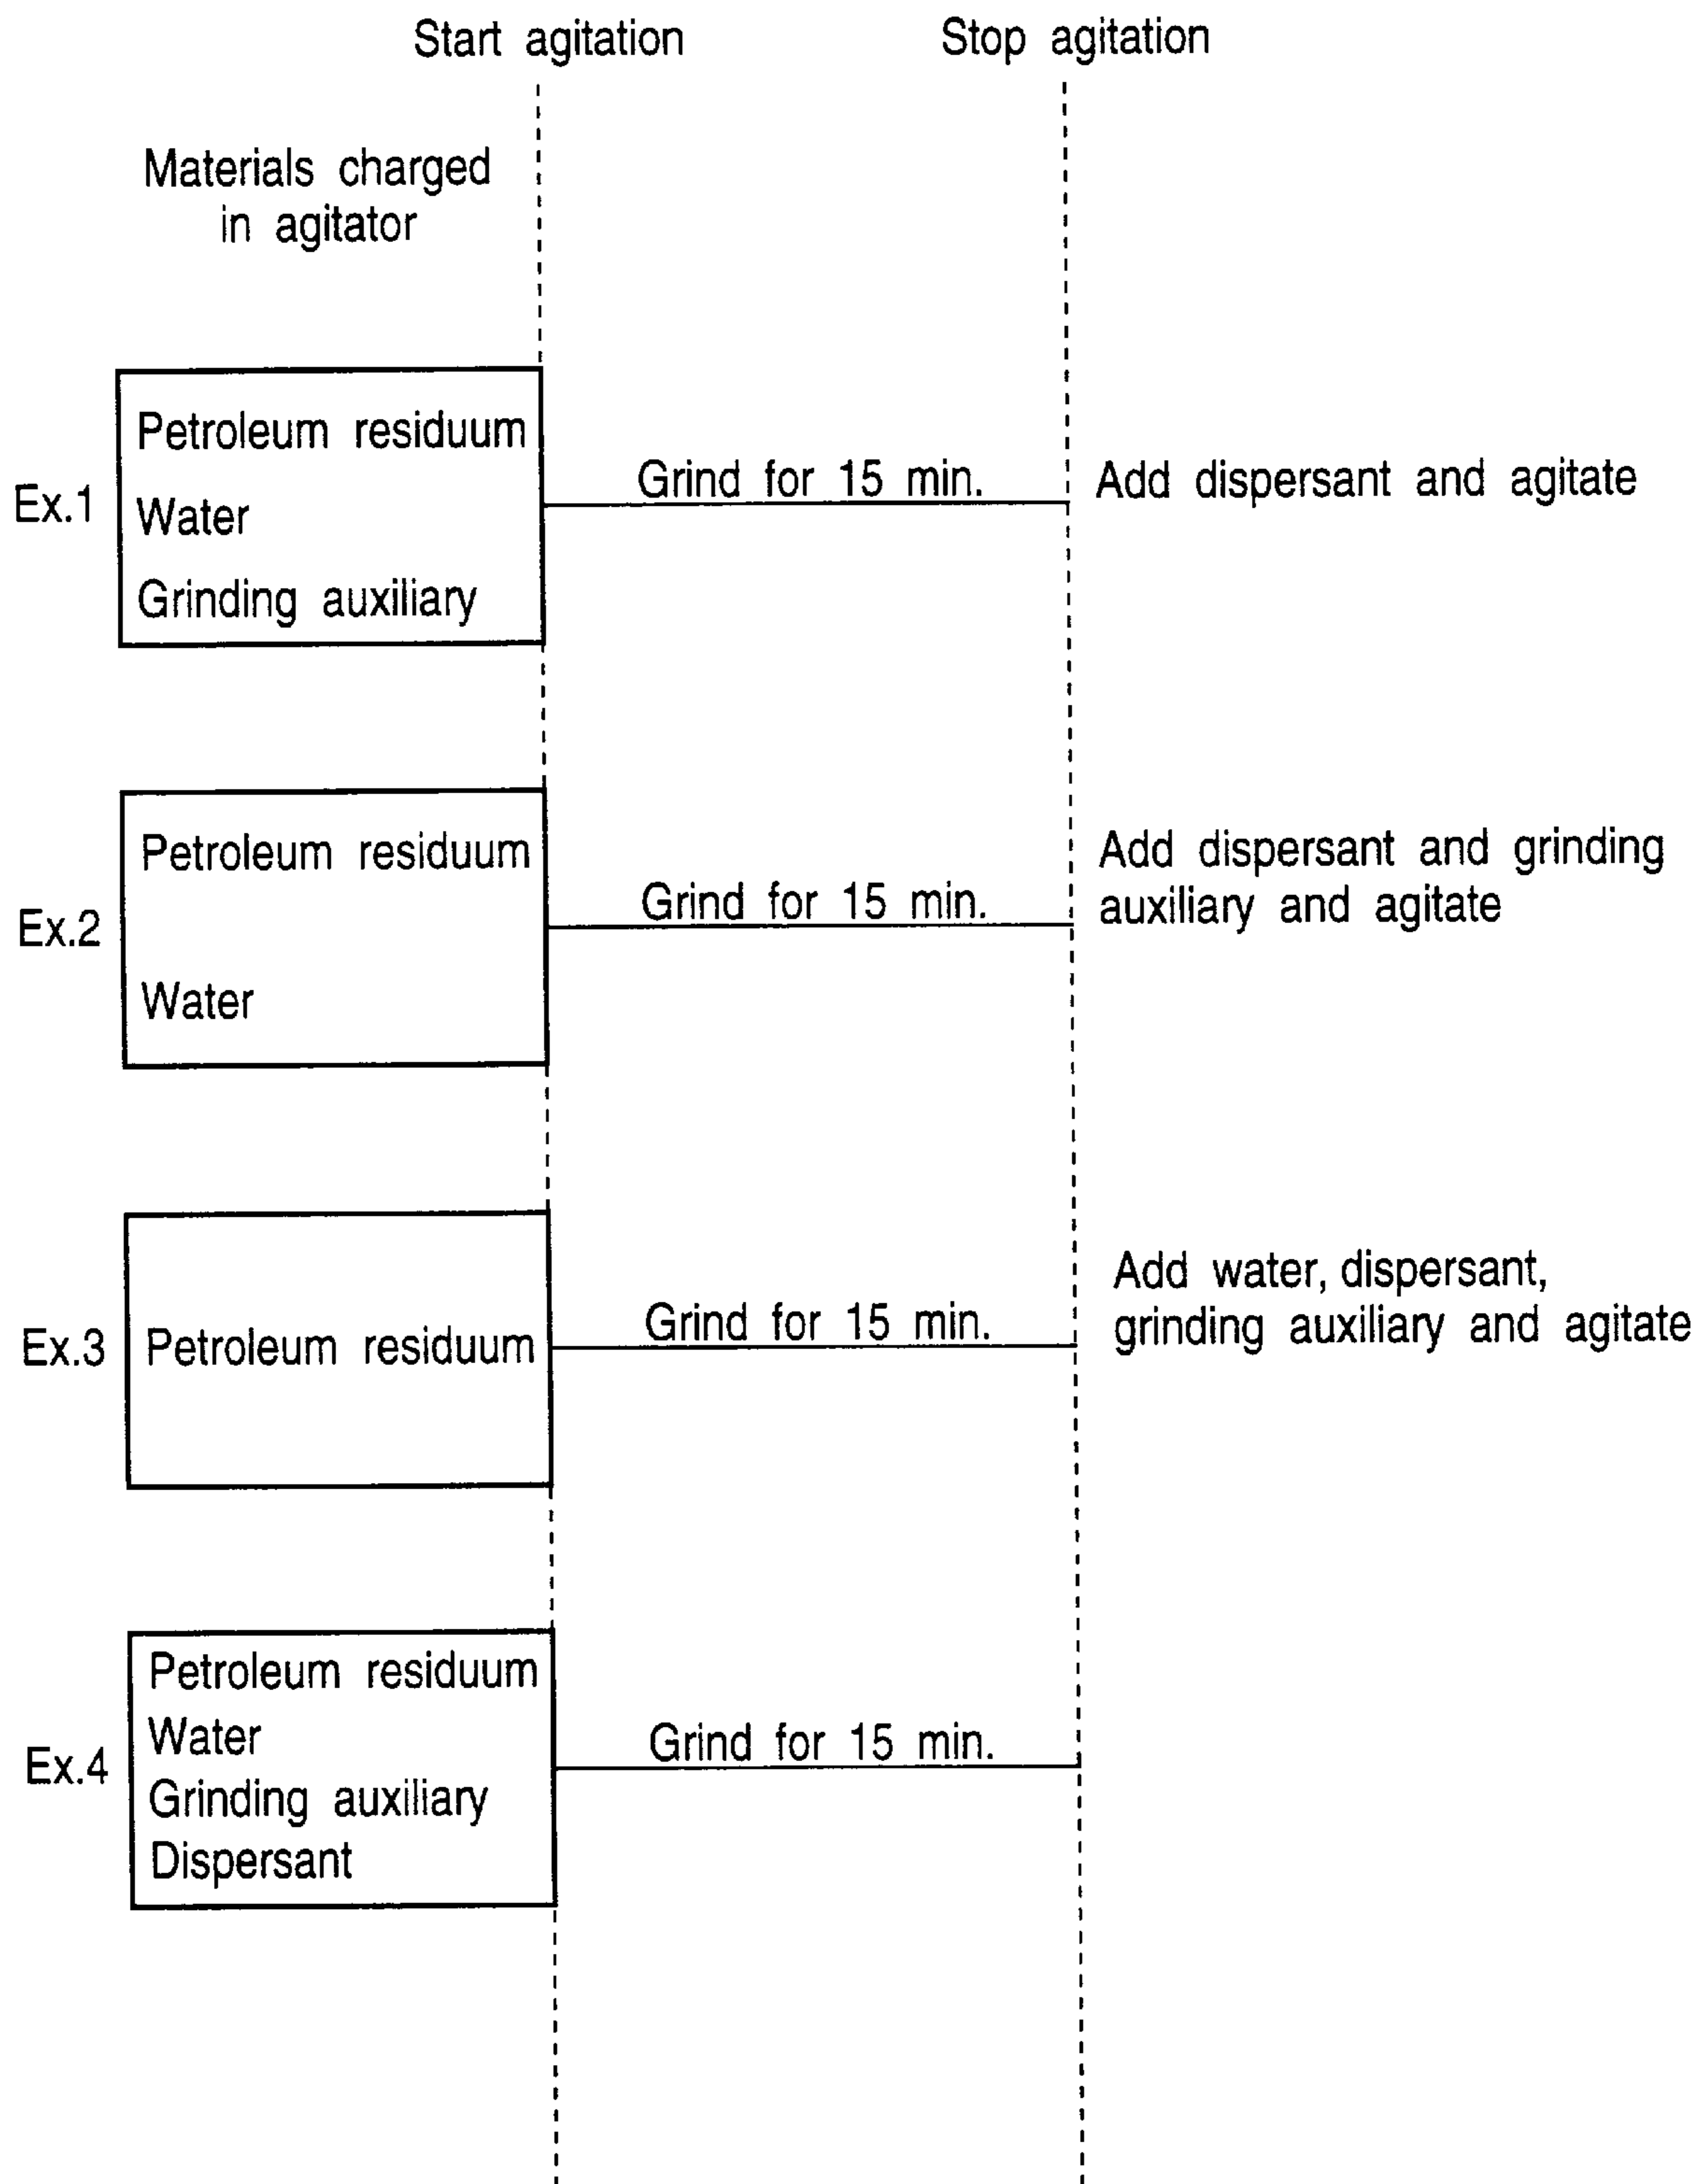 Start agitation
Stop agitation
Materials charged
in agitator
Ex.1
Petroleum residuum
Water
Grinding auxiliary
Grind for 15 min.
Add dispersant and agitate
Ex.2
Petroleum residuum
Water
Grind for 15 min.
Add dispersant and grinding
auxiliary and agitate
Ex.3
Petroleum residuum
Grind for 15 min.
Add water, dispersant,
grinding auxiliary and agitate
Ex.4
Petroleum residuum
Water
Grinding auxiliary
Dispersant
Grind for 15 min.